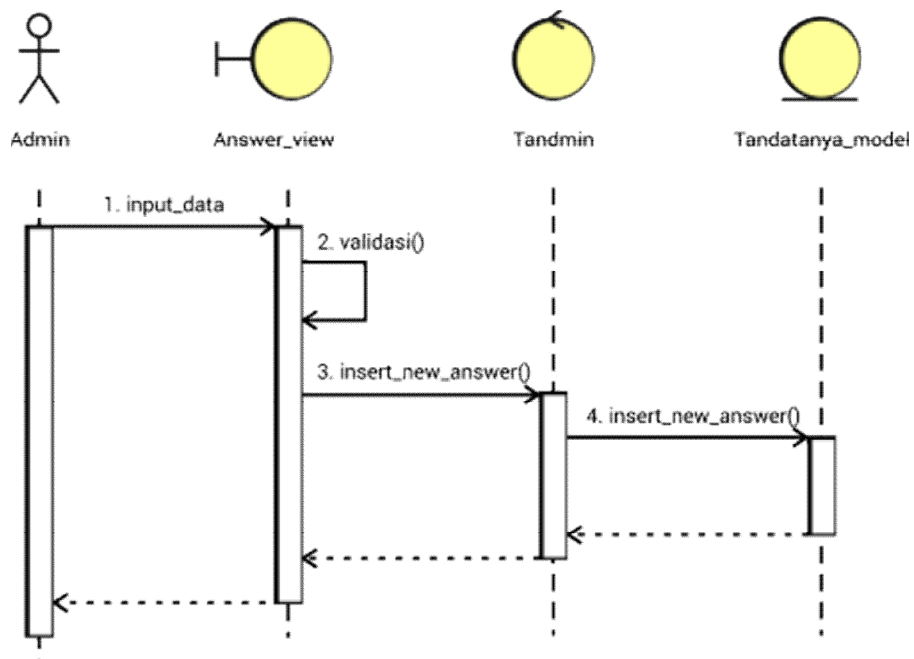 Admin
Answer_view
Tandmin
Tandatanya_model
1. input_data
2. validasi()
3. insert_new_answer()
4. insert_new_answer()